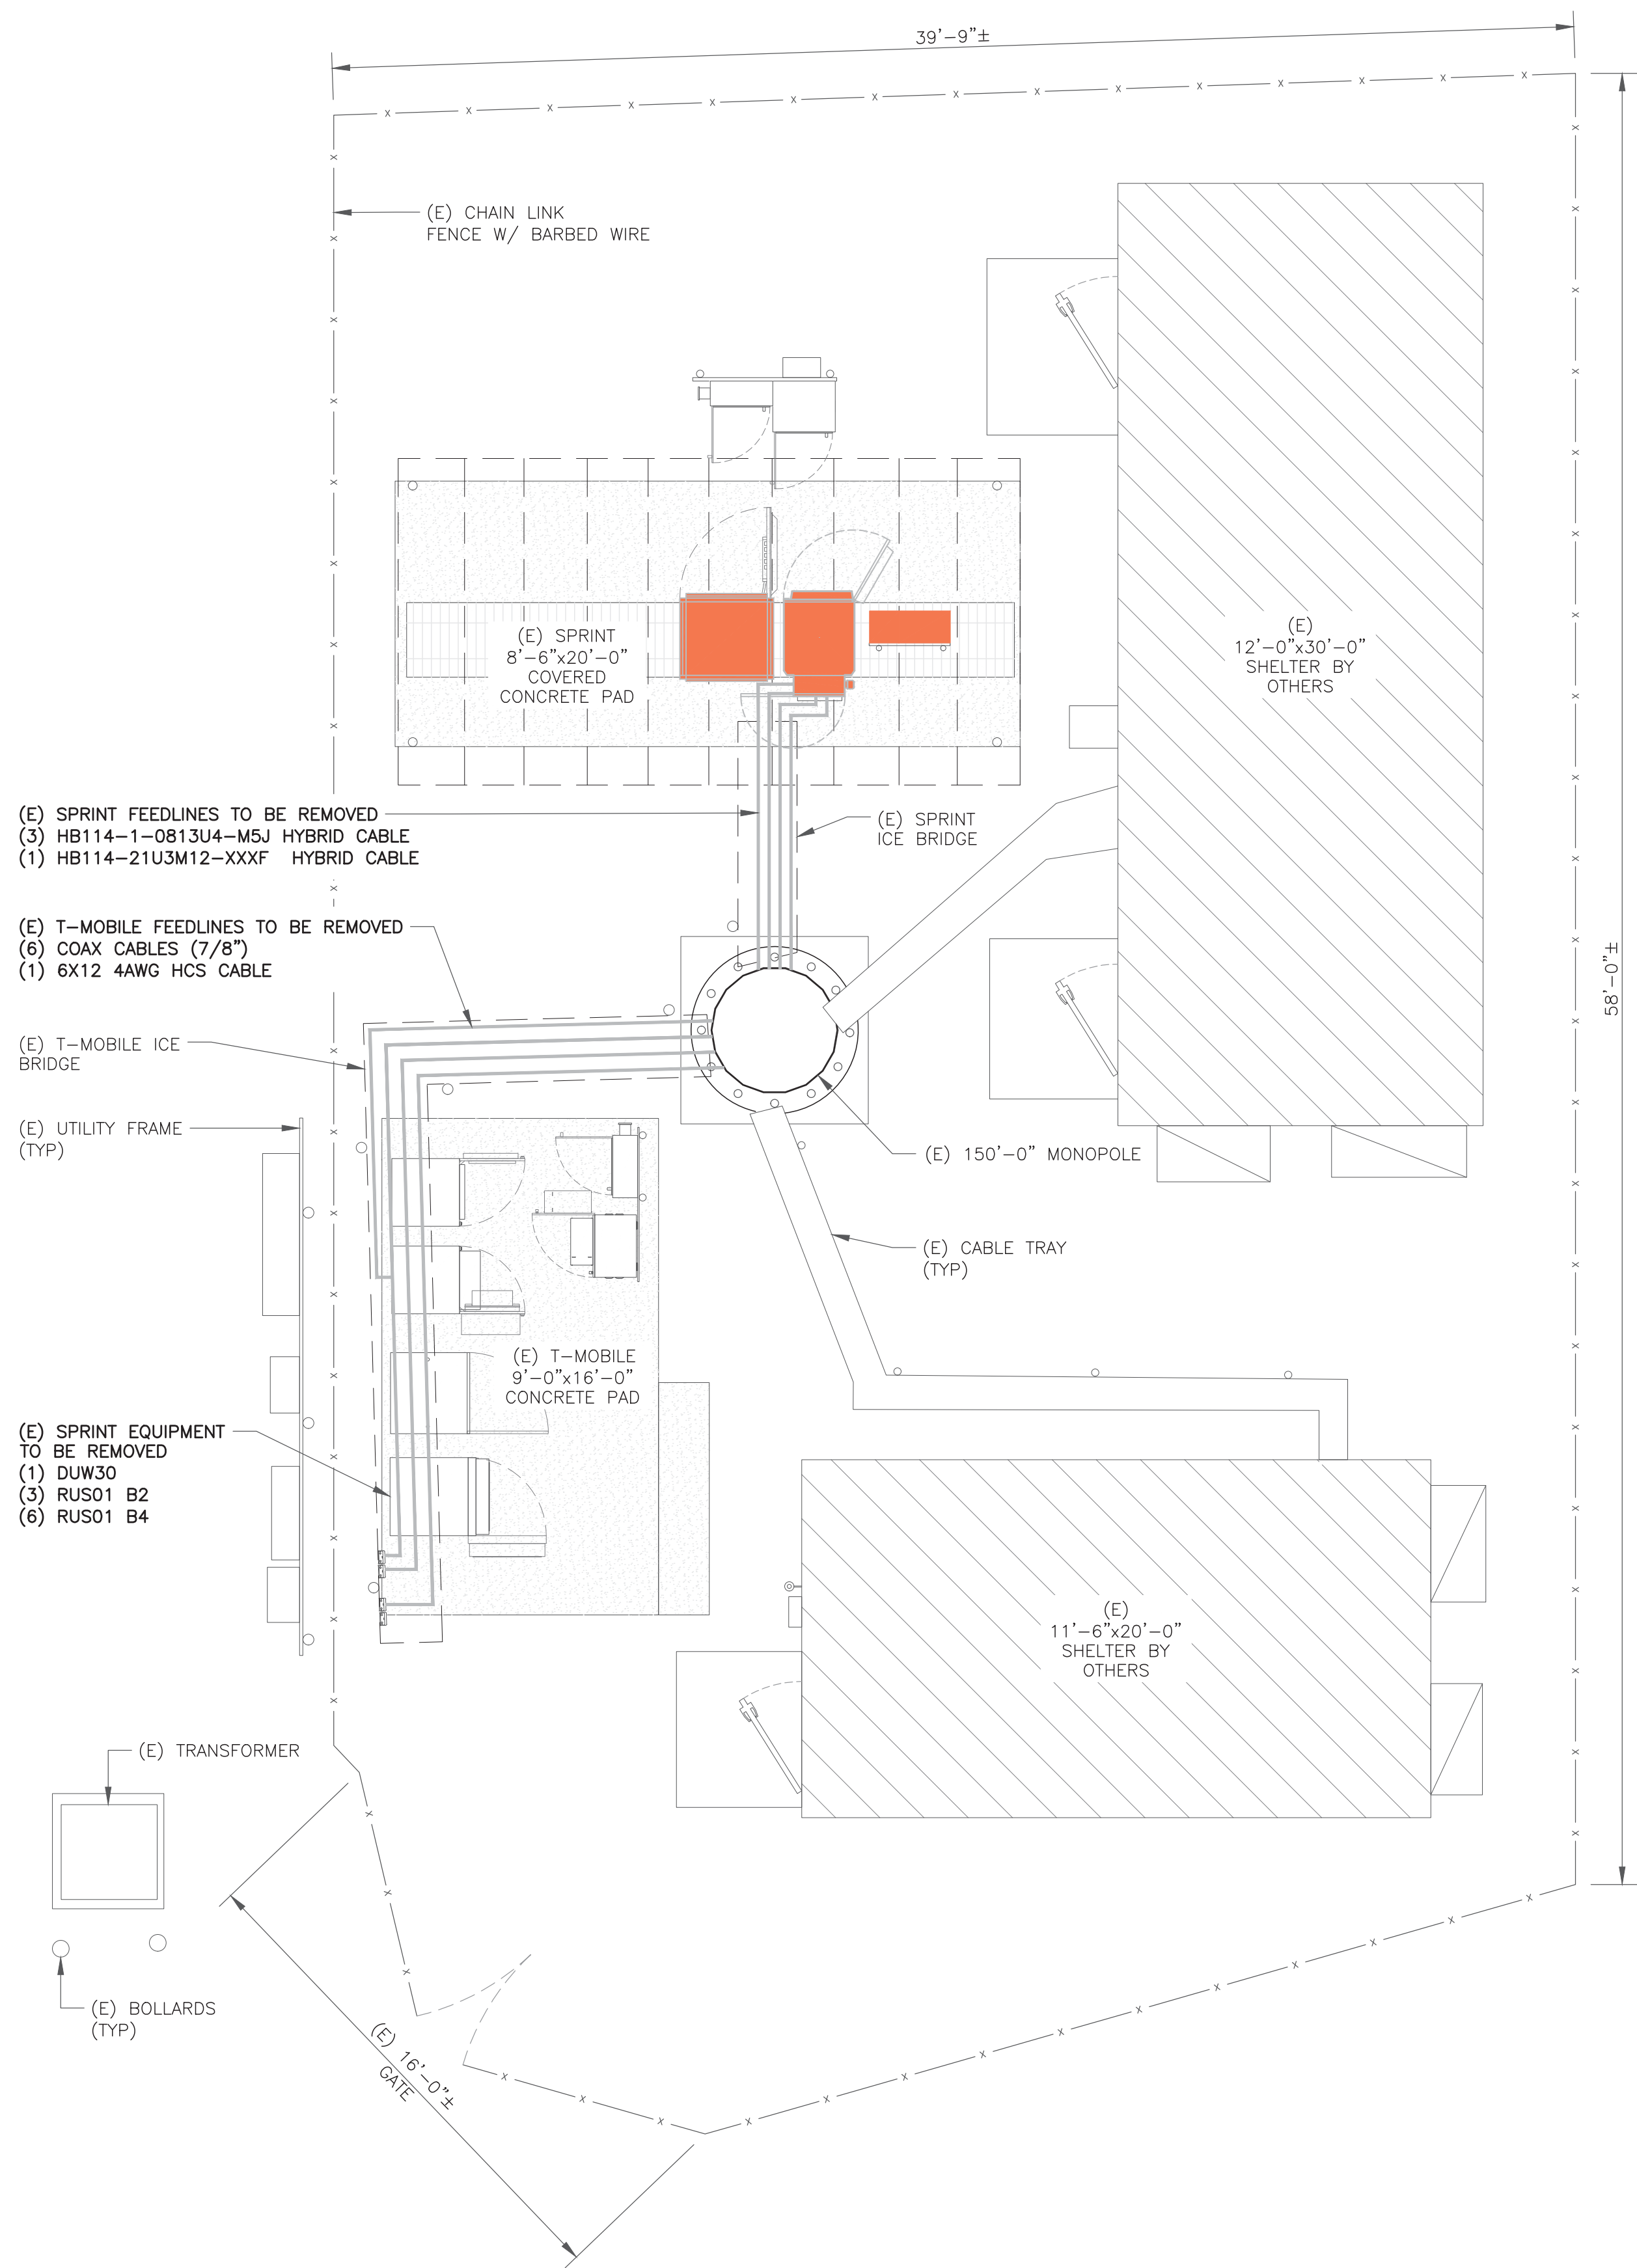 39'-9"±
(E) CHAIN LINK
FENCE W/ BARBED WIRE
(E) SPRINT
8'-6"x20'-0"
COVERED
CONCRETE PAD
(E)
12'-0"x30'-0"
SHELTER BY
OTHERS
(E) SPRINT FEEDLINES TO BE REMOVED
(3) HB114-1-0813U4-M5J HYBRID CABLE
(1) HB114-21U3M12-XXXF HYBRID CABLE
(E) SPRINT
ICE BRIDGE
(E) T-MOBILE FEEDLINES TO BE REMOVED
(6) COAX CABLES (7/8")
(1) 6X12 4AWG HCS CABLE
58'-0"±
(E) T-MOBILE ICE
BRIDGE
(E) UTILITY FRAME
(TYP)
(E) 150'-0" MONOPOLE
(E) CABLE TRAY
(TYP)
(E) T-MOBILE
9'-0"x16'-0"
CONCRETE PAD
(E) SPRINT EQUIPMENT
TO BE REMOVED
(1) DUW30
(3) RUS01 B2
(6) RUS01 B4
(E)
11'-6"x20'-0"
SHELTER BY
OTHERS
(E) TRANSFORMER
(E) BOLLARDS
(TYP)
(E) 16'-0"±
GATE